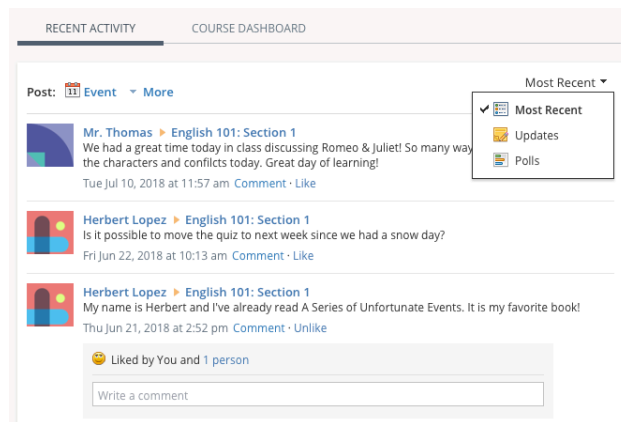 RECENT ACTIVITY COURSE DASHBOARD
Most Recent
Post: 11 Event More
Most Recent
Updates
Polls
Mr. Thomas English 101: Section 1
We had a great time today in class discussing Romeo & Juliet! So many way
the characters and confilcts today. Great day of learning!
Tue Jul 10, 2018 at 11:57 am Comment · Like
Herbert Lopez English 101: Section 1
Is it possible to move the quiz to next week since we had a snow day?
Fri Jun 22, 2018 at 10:13 am Comment · Like
Herbert Lopez English 101: Section 1
My name is Herbert and I've already read A Series of Unfortunate Events. It is my favorite book!
Thu Jun 21, 2018 at 2:52 pm Comment · Unlike
Liked by You and 1 person
Write a comment